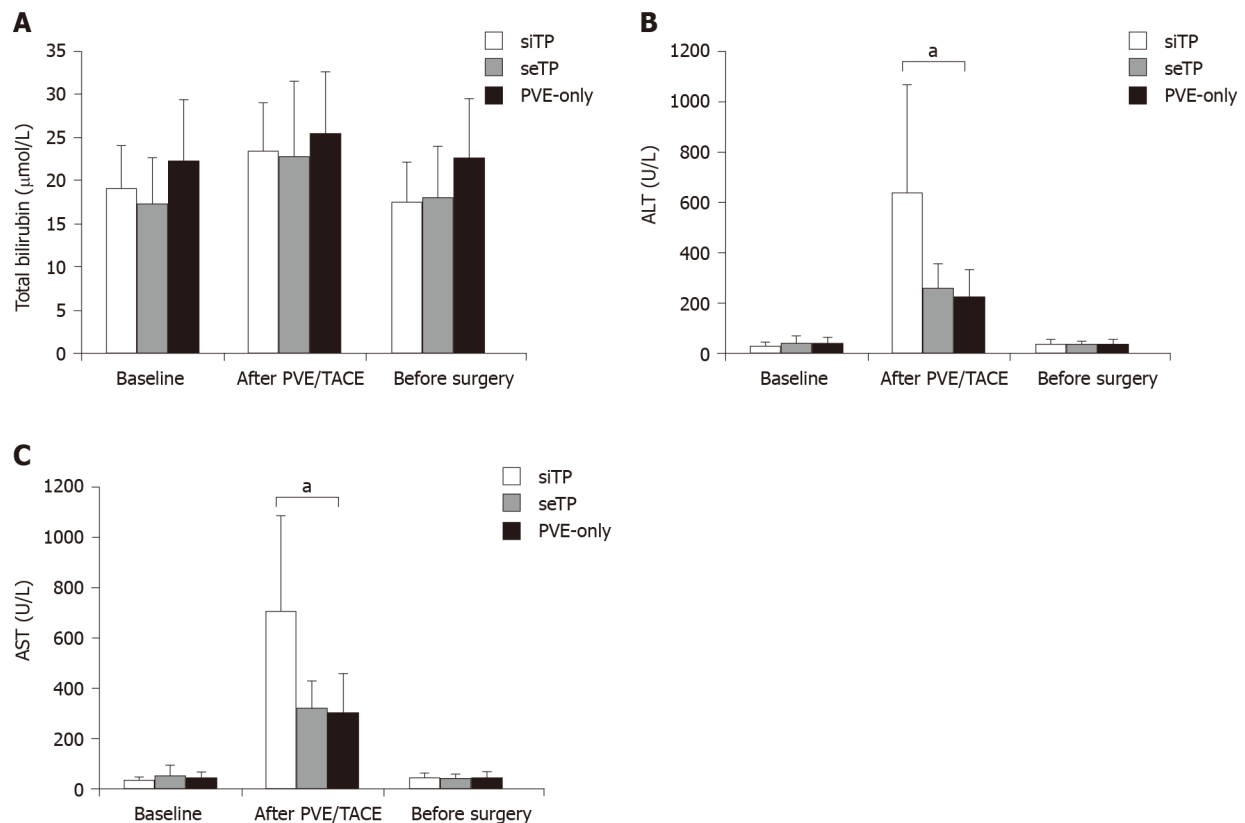 A
siTP
seTP
PVE-only
Total bilirubin (μmol/L)
35
30
25
20
15
10
5
0
Baseline
After PVE/TACE
Before surgery
B
siTP
seTP
PVE-only
a
ALT (U/L)
1200
1000
800
600
400
200
0
Baseline
After PVE/TACE
Before surgery
C
siTP
seTP
PVE-only
a
AST (U/L)
1200
1000
800
600
400
200
0
Baseline
After PVE/TACE
Before surgery